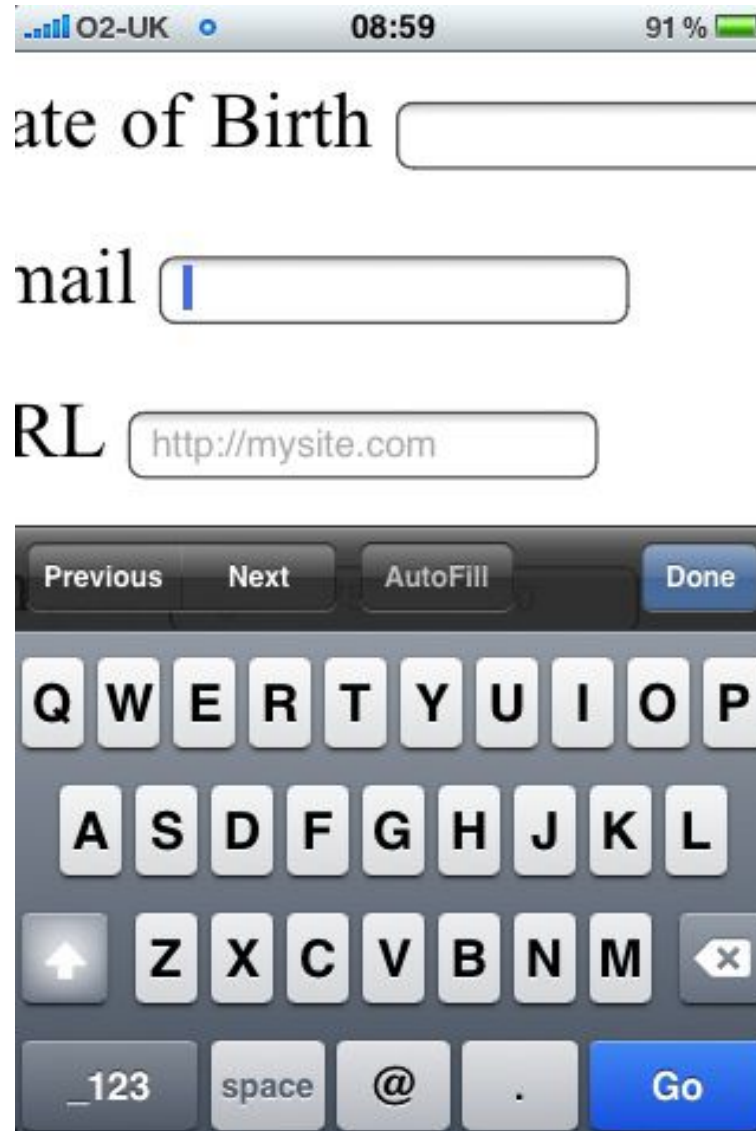 O2-UK 08:59 91 %
ate of Birth
mail
RL http://mysite.com
Previous Next AutoFill Done
Q W E R T Y U I O P
A S D F G H J K L
Z X C V B N M
_123 space @ . Go